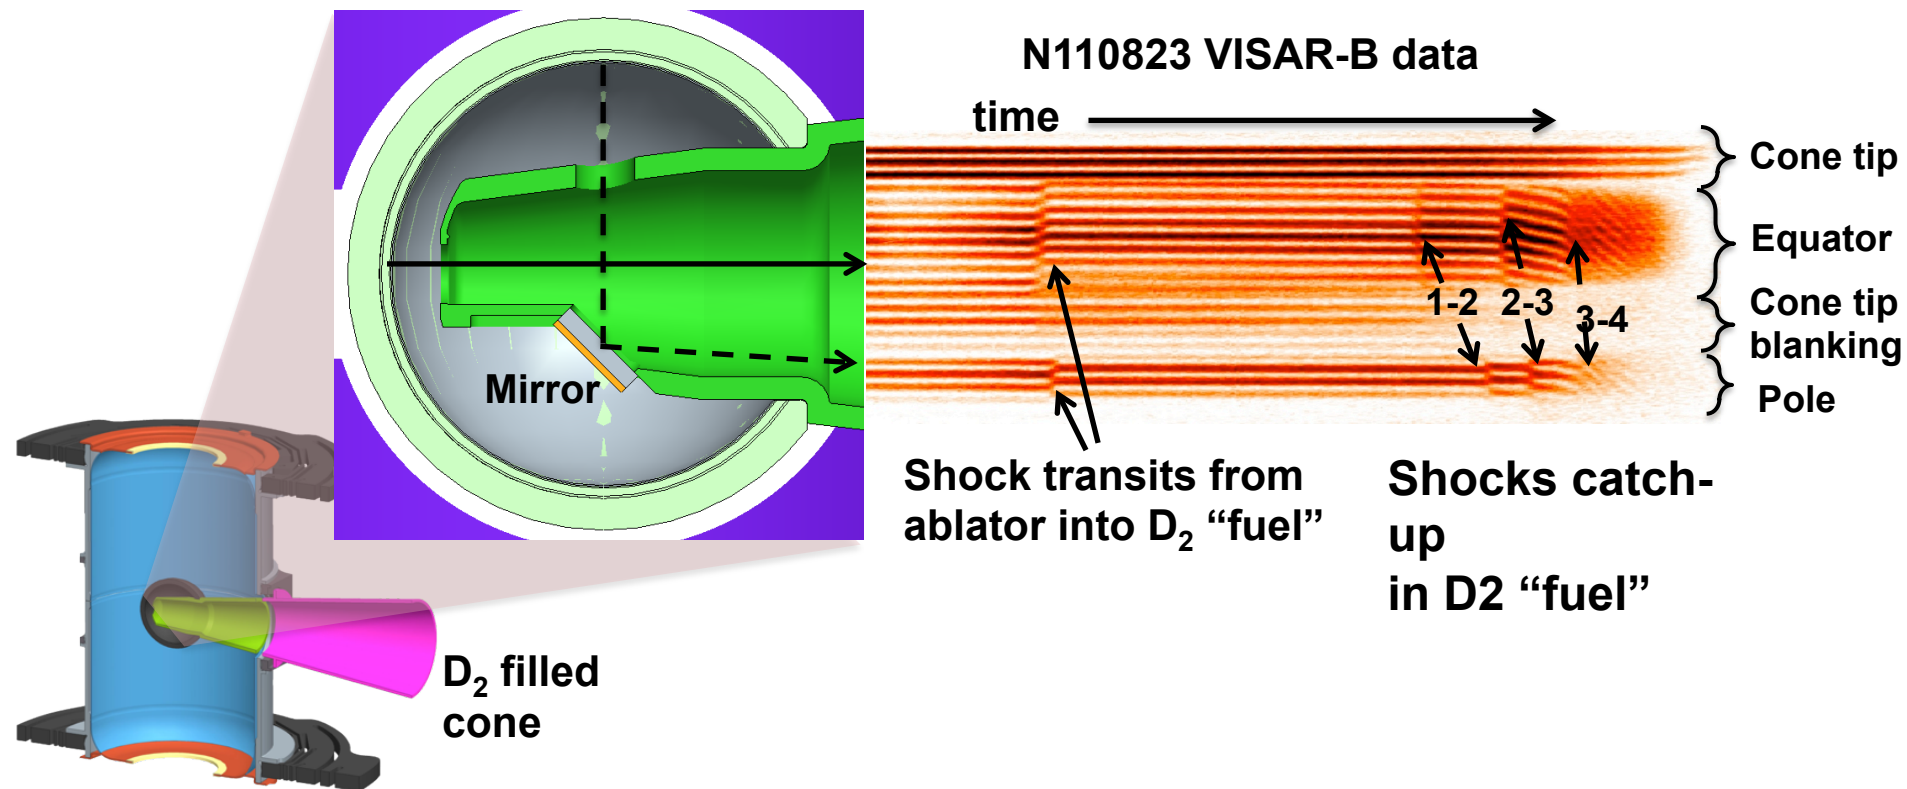 N110823 VISAR-B data
time
Cone tip
Equator
1-2 2-3 3-4
Cone tip
blanking
Pole
Mirror
Shock transits from
ablator into D₂ “fuel”
Shocks catch-
up
in D2 “fuel”
D₂ filled
cone